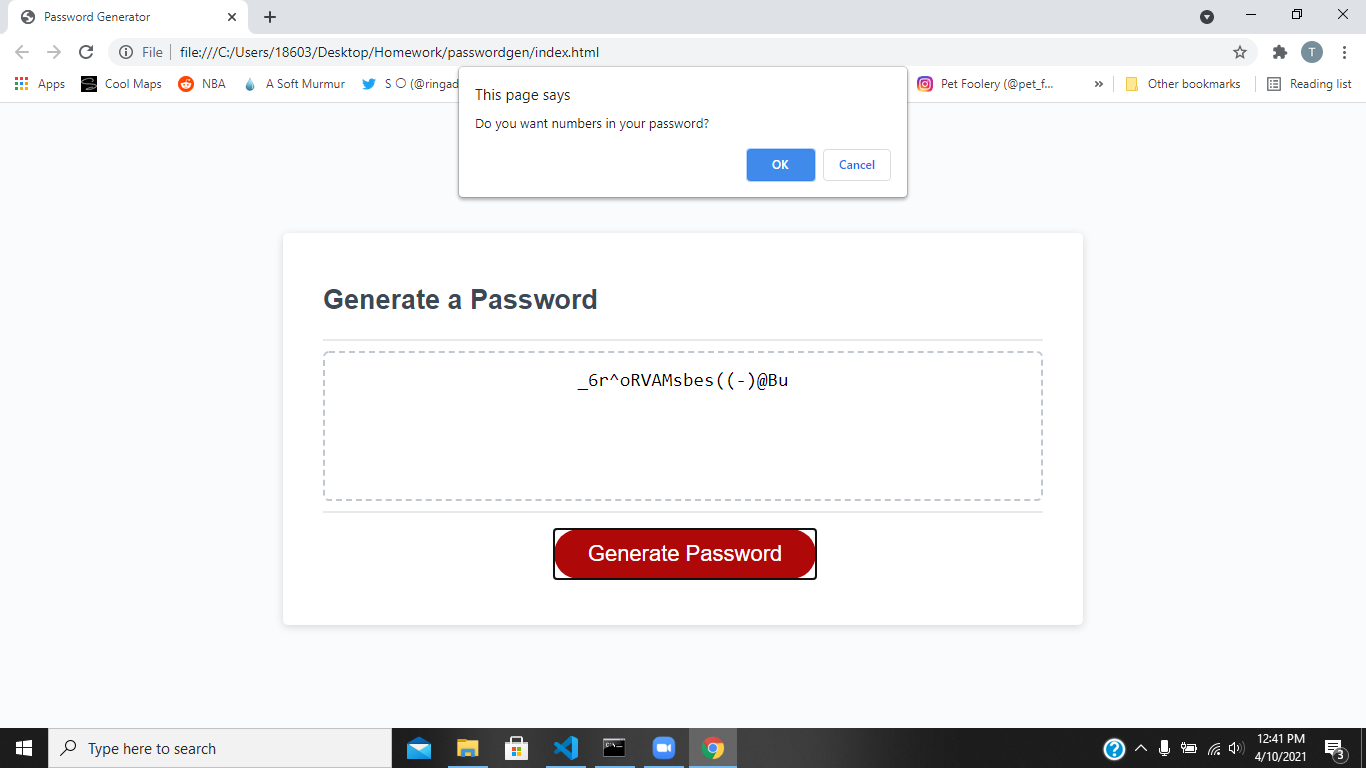 Password Generator
File file:///C:/Users/18603/Desktop/Homework/passwordgen/index.html T
Apps Cool Maps NBA A Soft Murmur S 〇 (@ringad Pet Foolery (@pet_f... » Other bookmarks Reading list
This page says
Do you want numbers in your password?
OK Cancel
Generate a Password
_6r^oRVAMsbes((-)@Bu
Generate Password
Type here to search
12:41 PM
4/10/2021
3